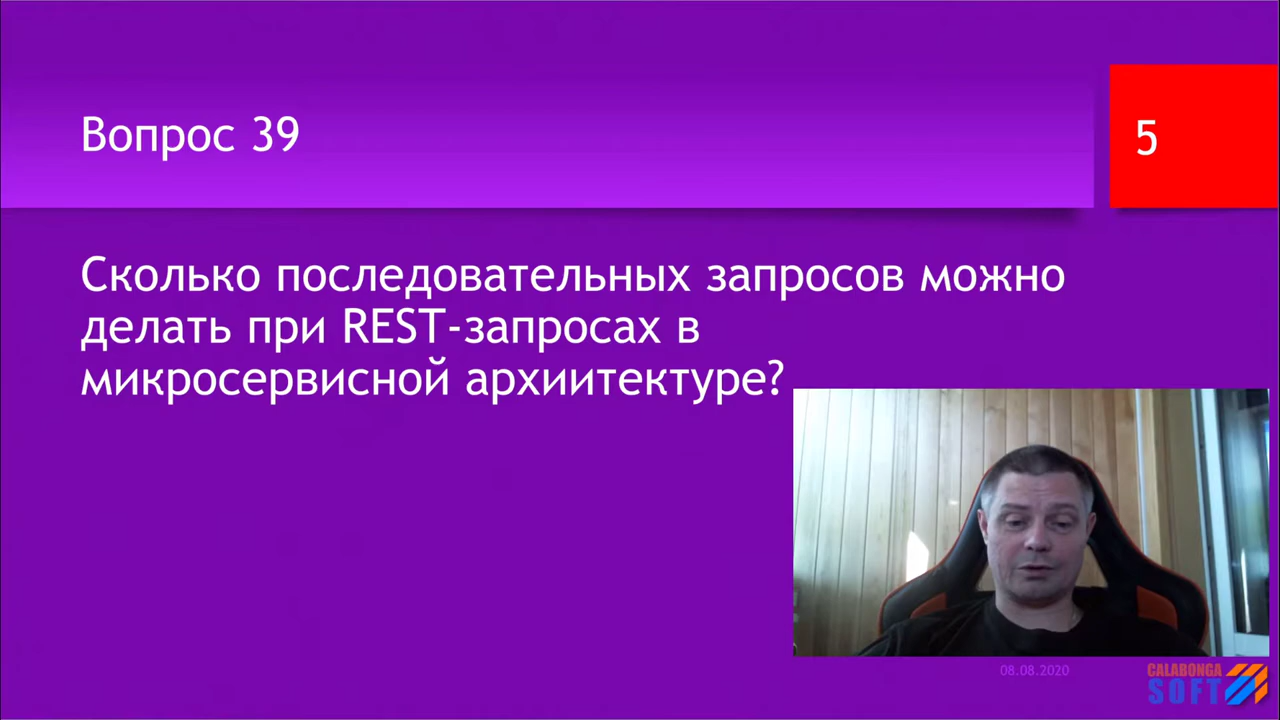 Вопрос 39
5
Сколько последовательных запросов можно
делать при REST-запросах в
микросервисной архиитектуре?
08.08.2020
CALABONGA
SOFT